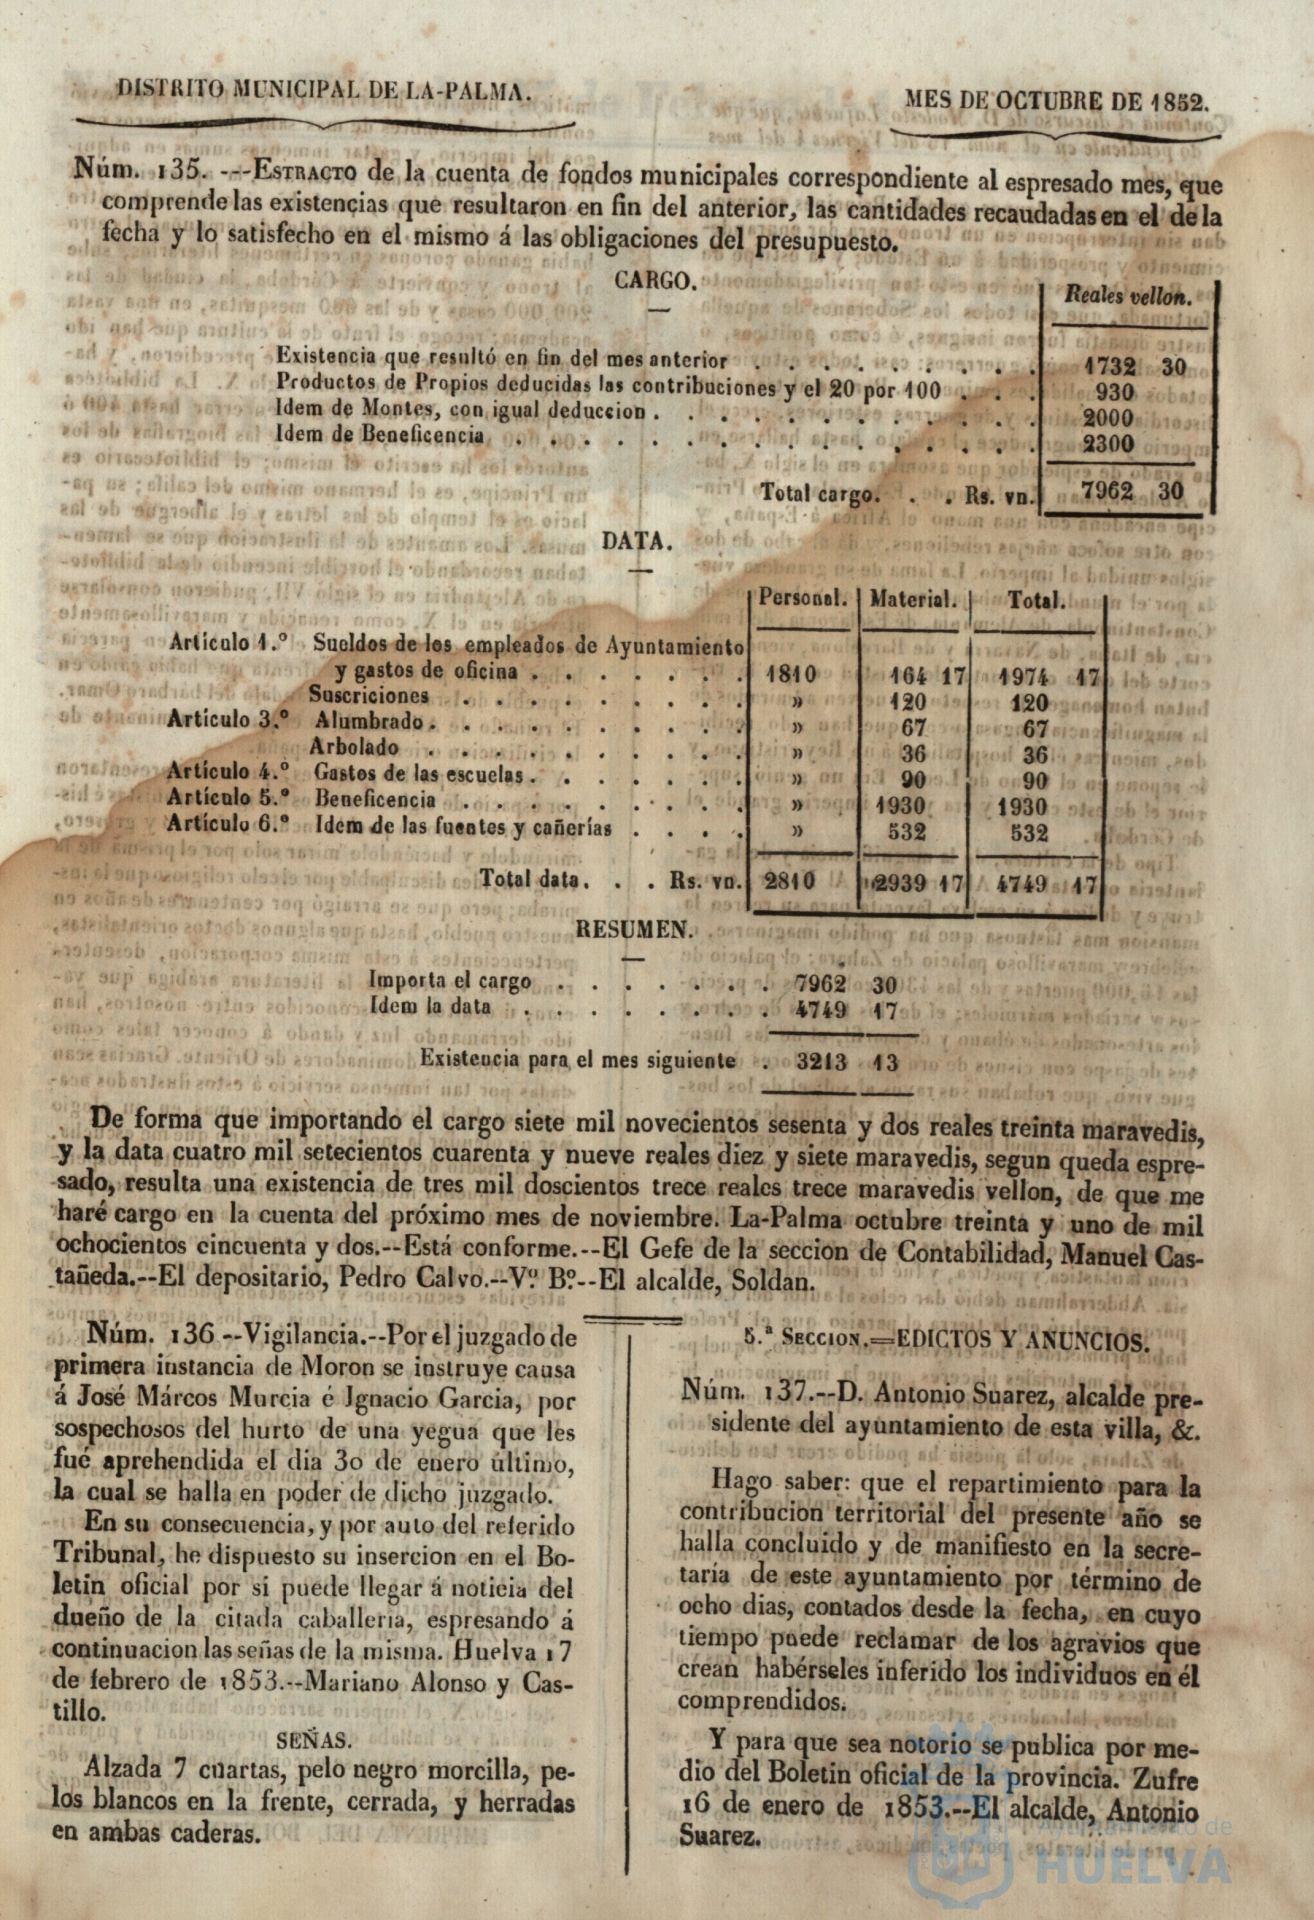 DISTRITO MUNICIPAL DE LA-PALMA.
MES DE OCTUBRE DE 1852.
Núm. 135. ---ESTRACTO de la cuenta de fondos municipales correspondiente al espresado mes, que
comprende las existencias que resultaron en fin del anterior, las cantidades recaudadas en el de la
fecha y lo satisfecho en el mismo á las obligaciones del presupuesto.
CARGO.
Reales vellon.
Existencia que resultó en fin del mes anterior . . . . . . . . . 1732 30
Productos de Propios deducidas las contribuciones y el 20 por 100 . . . 930
Idem de Montes, con igual deduccion . . . . . . . . . . . . 2000
Idem de Beneficencia . . . . . . . . . . . . . . . . 2300
Total cargo. . . . Rs. vn. 7962 30
DATA.
Personal. Material. Total.
Artículo 1.º Sueldos de los empleados de Ayuntamiento
y gastos de oficina . . . . . . . 1810 164 17 1974 17
Suscriciones . . . . . . . . . » 120 120
Artículo 3.º Alumbrado . . . . . . . . . . » 67 67
Arbolado . . . . . . . . . . » 36 36
Artículo 4.º Gastos de las escuelas . . . . . . . » 90 90
Artículo 5.º Beneficencia . . . . . . . . . » 1930 1930
Artículo 6.º Idem de las fuentes y cañerías . . . . » 532 532
Total data. . . . Rs. vn. 2810 2939 17 4749 17
RESUMEN.
Importa el cargo . . . . . . . 7962 30
Idem la data . . . . . . . . 4749 17
Existencia para el mes siguiente . 3213 13
De forma que importando el cargo siete mil novecientos sesenta y dos reales treinta maravedis,
y la data cuatro mil setecientos cuarenta y nueve reales diez y siete maravedis, segun queda espre-
sado, resulta una existencia de tres mil doscientos trece reales trece maravedis vellon, de que me
haré cargo en la cuenta del próximo mes de noviembre. La-Palma octubre treinta y uno de mil
ochocientos cincuenta y dos.--Está conforme.--El Gefe de la seccion de Contabilidad, Manuel Cas-
tañeda.--El depositario, Pedro Calvo.--Vº. Bº.--El alcalde, Soldan.
Núm. 136 --Vigilancia.--Por el juzgado de
primera instancia de Moron se instruye causa
á José Márcos Murcia é Ignacio Garcia, por
sospechosos del hurto de una yegua que les
fué aprehendida el dia 30 de enero último,
la cual se halla en poder de dicho juzgado.
En su consecuencia, y por auto del referido
Tribunal, he dispuesto su insercion en el Bo-
letin oficial por si puede llegar á noticia del
dueño de la citada caballeria, espresando á
continuacion las señas de la misma. Huelva 17
de febrero de 1853.--Mariano Alonso y Cas-
tillo.
SEÑAS.
Alzada 7 cuartas, pelo negro morcilla, pe-
los blancos en la frente, cerrada, y herradas
en ambas caderas.
5.ª SECCION.=EDICTOS Y ANUNCIOS.
Núm. 137.--D. Antonio Suarez, alcalde pre-
sidente del ayuntamiento de esta villa, &.
Hago saber: que el repartimiento para la
contribucion territorial del presente año se
halla concluido y de manifiesto en la secre-
taría de este ayuntamiento por término de
ocho dias, contados desde la fecha, en cuyo
tiempo puede reclamar de los agravios que
crean habérseles inferido los individuos en él
comprendidos.
Y para que sea notorio se publica por me-
dio del Boletin oficial de la provincia. Zufre
16 de enero de 1853.--El alcalde, Antonio
Suarez.
Ayuntamiento de
HUELVA